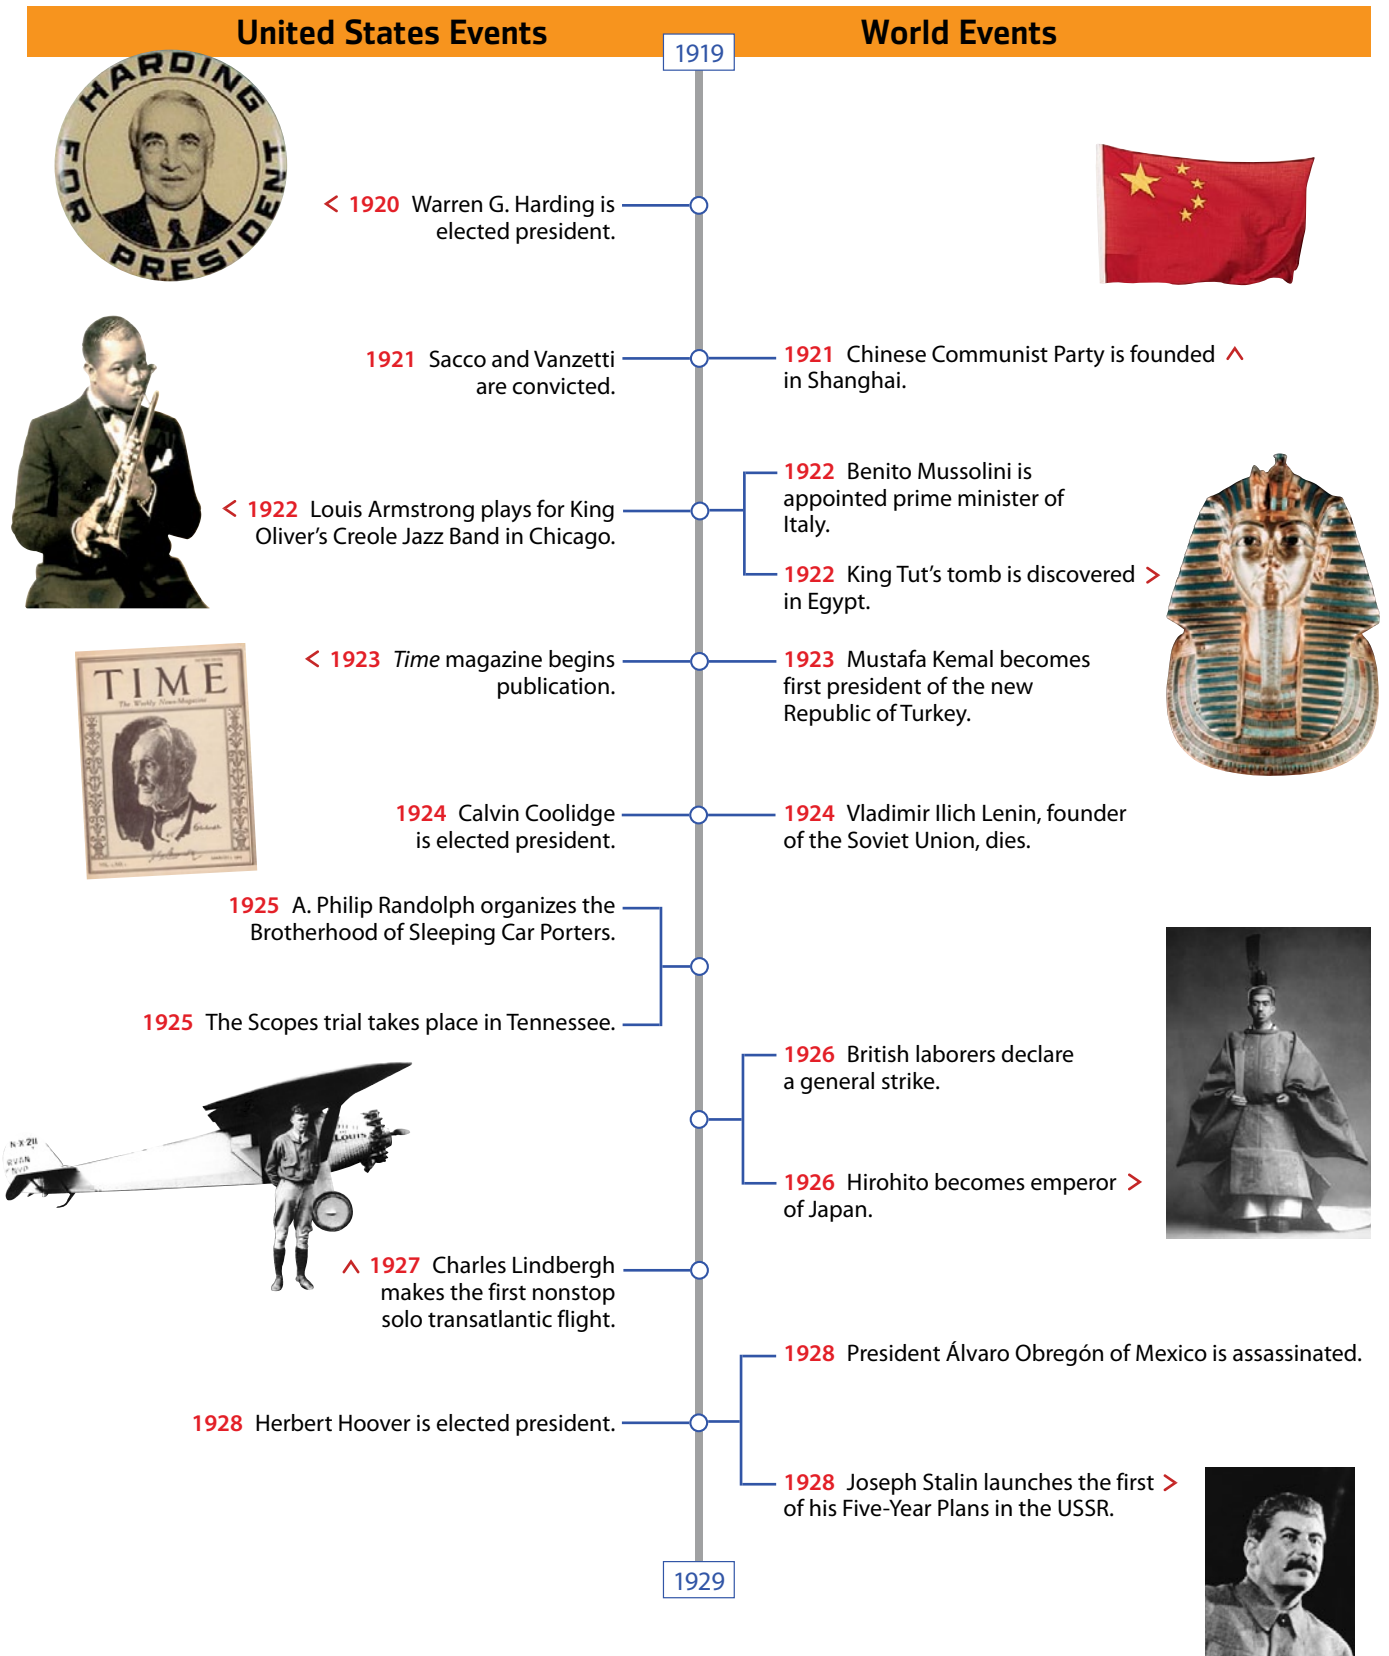 United States Events
World Events
1919
HARDING
FOR PRESIDENT
< 1920 Warren G. Harding is
elected president.
1921 Sacco and Vanzetti
are convicted.
1921 Chinese Communist Party is founded ^
in Shanghai.
< 1922 Louis Armstrong plays for King
Oliver’s Creole Jazz Band in Chicago.
1922 Benito Mussolini is
appointed prime minister of
Italy.
1922 King Tut’s tomb is discovered >
in Egypt.
TIME
The Weekly News-Magazine
< 1923 Time magazine begins
publication.
1923 Mustafa Kemal becomes
first president of the new
Republic of Turkey.
1924 Calvin Coolidge
is elected president.
1924 Vladimir Ilich Lenin, founder
of the Soviet Union, dies.
1925 A. Philip Randolph organizes the
Brotherhood of Sleeping Car Porters.
1925 The Scopes trial takes place in Tennessee.
1926 British laborers declare
a general strike.
N-X-211
RYAN
NYP
LOUIS
1926 Hirohito becomes emperor >
of Japan.
^ 1927 Charles Lindbergh
makes the first nonstop
solo transatlantic flight.
1928 President Álvaro Obregón of Mexico is assassinated.
1928 Herbert Hoover is elected president.
1928 Joseph Stalin launches the first >
of his Five-Year Plans in the USSR.
1929